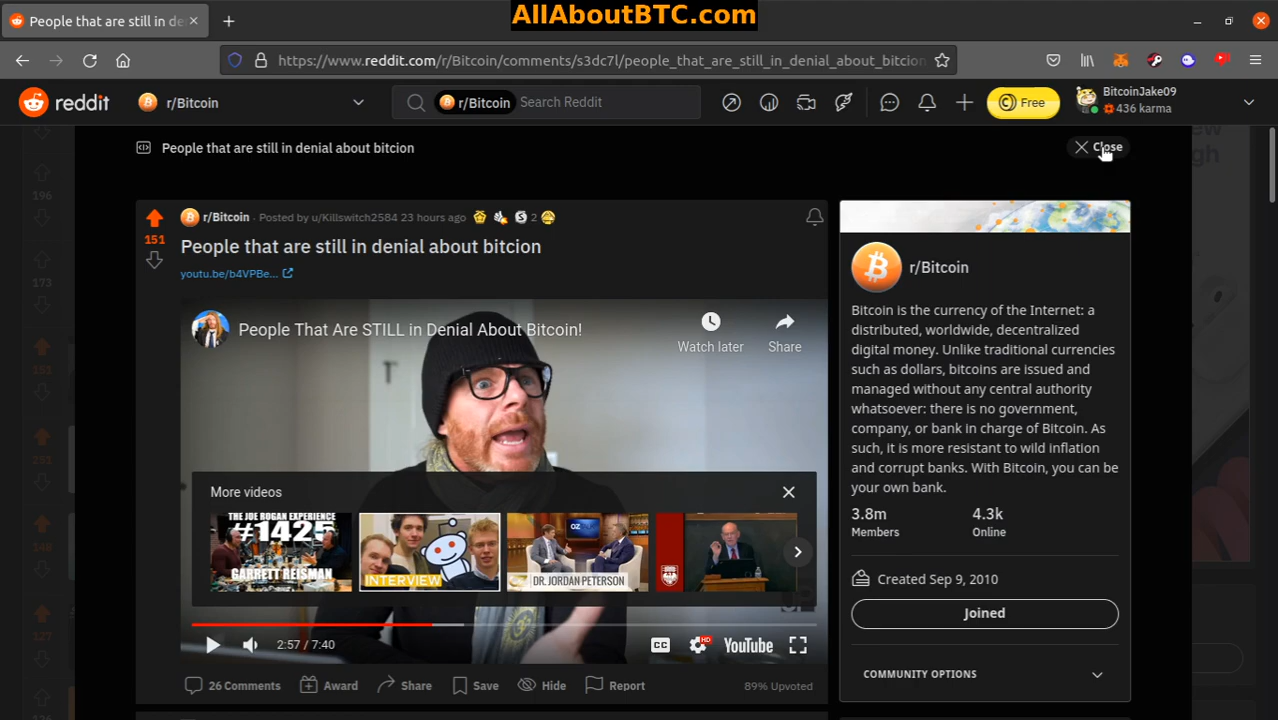 AllAboutBTC.com
People that are still in de
https://www.reddit.com/r/Bitcoin/comments/s3dc7l/people_that_are_still_in_denial_about_bitcion
reddit
r/Bitcoin
r/Bitcoin
Search Reddit
Free
BitcoinJake09
436 karma
People that are still in denial about bitcion
Close
196
173
151
251
148
127
151
r/Bitcoin · Posted by u/Killswitch2584 23 hours ago
2
People that are still in denial about bitcion
youtu.be/b4VPBe...
People That Are STILL in Denial About Bitcoin!
Watch later
Share
More videos
THE JOE ROGAN EXPERIENCE
#1425
GARRETT REISMAN
INTERVIEW
OZ
DR. JORDAN PETERSON
2:57 / 7:40
CC
HD
YouTube
26 Comments
Award
Share
Save
Hide
Report
89% Upvoted
r/Bitcoin
Bitcoin is the currency of the Internet: a
distributed, worldwide, decentralized
digital money. Unlike traditional currencies
such as dollars, bitcoins are issued and
managed without any central authority
whatsoever: there is no government,
company, or bank in charge of Bitcoin. As
such, it is more resistant to wild inflation
and corrupt banks. With Bitcoin, you can be
your own bank.
3.8m
4.3k
Members
Online
Created Sep 9, 2010
Joined
COMMUNITY OPTIONS